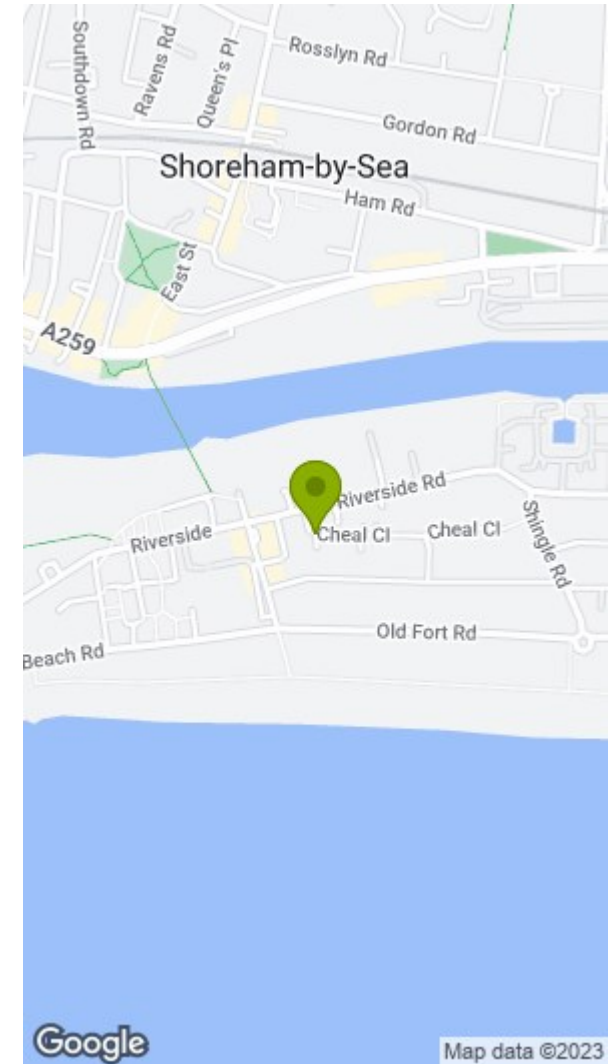 Southdown Rd
Ravens Rd
Queen's Pl
Rosslyn Rd
Gordon Rd
Shoreham-by-Sea
Ham Rd
East St
A259
Riverside Rd
Riverside
Cheal Cl
Cheal Cl
Shingle Rd
Old Fort Rd
Beach Rd
Google
Map data ©2023